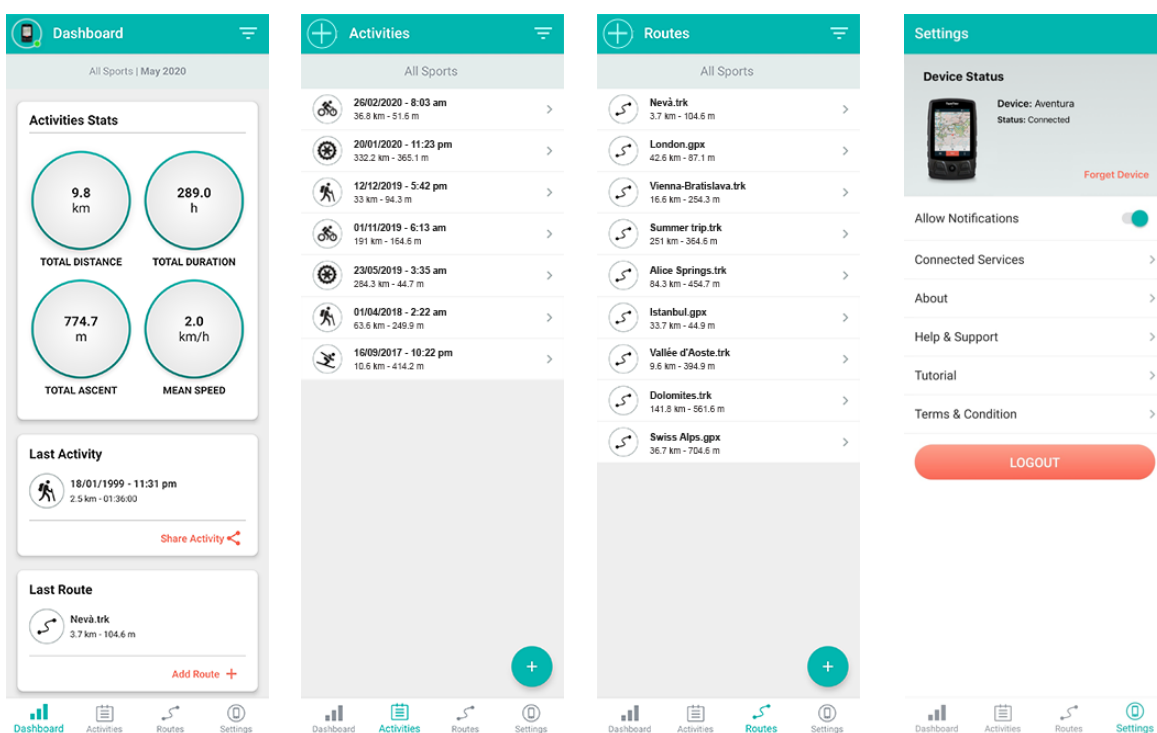 Dashboard
All Sports | May 2020
Activities Stats
9.8
km
289.0
h
TOTAL DISTANCE
TOTAL DURATION
774.7
m
2.0
km/h
TOTAL ASCENT
MEAN SPEED
Last Activity
18/01/1999 - 11:31 pm
2.5 km - 01:36:00
Share Activity
Last Route
Nevà.trk
3.7 km - 104.6 m
Add Route +
Dashboard
Activities
Routes
Settings
Activities
All Sports
26/02/2020 - 8:03 am
36.8 km - 51.6 m
20/01/2020 - 11:23 pm
332.2 km - 365.1 m
12/12/2019 - 5:42 pm
33 km - 94.3 m
01/11/2019 - 6:13 am
191 km - 164.6 m
23/05/2019 - 3:35 am
284.3 km - 44.7 m
01/04/2018 - 2:22 am
63.6 km - 249.9 m
16/09/2017 - 10:22 pm
10.6 km - 414.2 m
Dashboard
Activities
Routes
Settings
Routes
All Sports
Nevà.trk
3.7 km - 104.6 m
London.gpx
42.6 km - 87.1 m
Vienna-Bratislava.trk
16.6 km - 254.3 m
Summer trip.trk
251 km - 364.6 m
Alice Springs.trk
84.3 km - 454.7 m
Istanbul.gpx
33.7 km - 44.9 m
Vallée d'Aoste.trk
9.6 km - 394.9 m
Dolomites.trk
141.8 km - 561.6 m
Swiss Alps.gpx
36.7 km - 704.6 m
Dashboard
Activities
Routes
Settings
Settings
Device Status
Device: Aventura
Status: Connected
Forget Device
Allow Notifications
Connected Services
About
Help & Support
Tutorial
Terms & Condition
LOGOUT
Dashboard
Activities
Routes
Settings